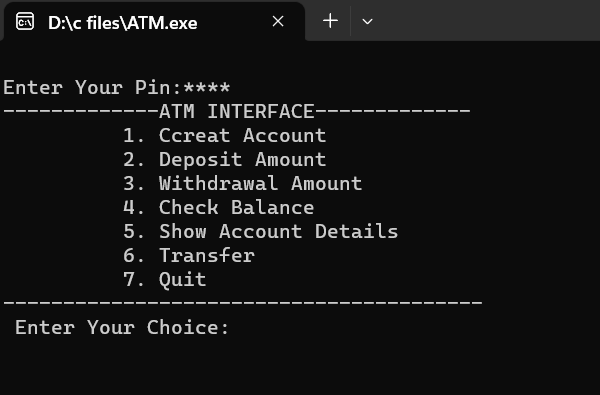 D:\c files\ATM.exe
Enter Your Pin:****
-------------ATM INTERFACE-------------
1. Ccreat Account
2. Deposit Amount
3. Withdrawal Amount
4. Check Balance
5. Show Account Details
6. Transfer
7. Quit
----------------------------------------
Enter Your Choice: